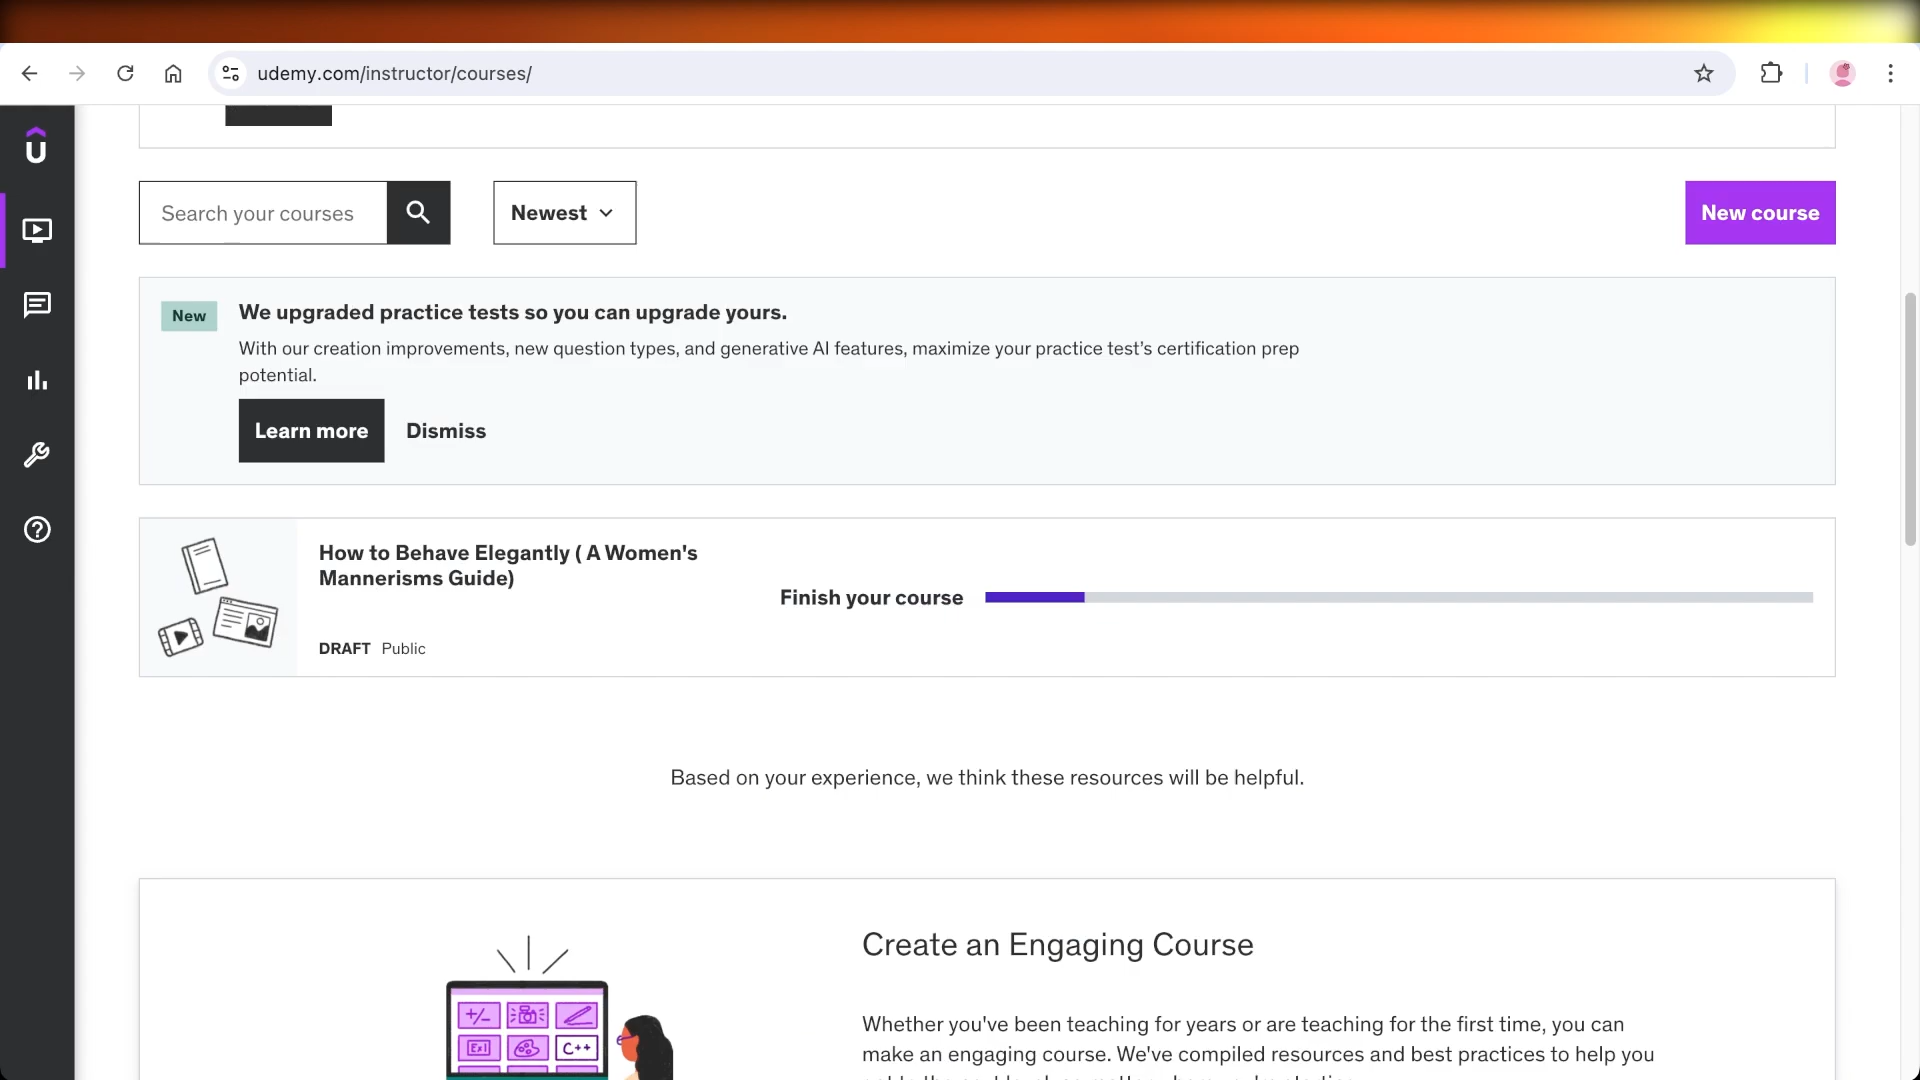 udemy.com/instructor/courses/
Search your courses
Newest
New course
New
We upgraded practice tests so you can upgrade yours.
With our creation improvements, new question types, and generative AI features, maximize your practice test's certification prep
potential.
Learn more
Dismiss
How to Behave Elegantly ( A Women's
Mannerisms Guide)
Finish your course
DRAFT Public
Based on your experience, we think these resources will be helpful.
Create an Engaging Course
+/-
Ex1
C++
Whether you've been teaching for years or are teaching for the first time, you can
make an engaging course. We've compiled resources and best practices to help you